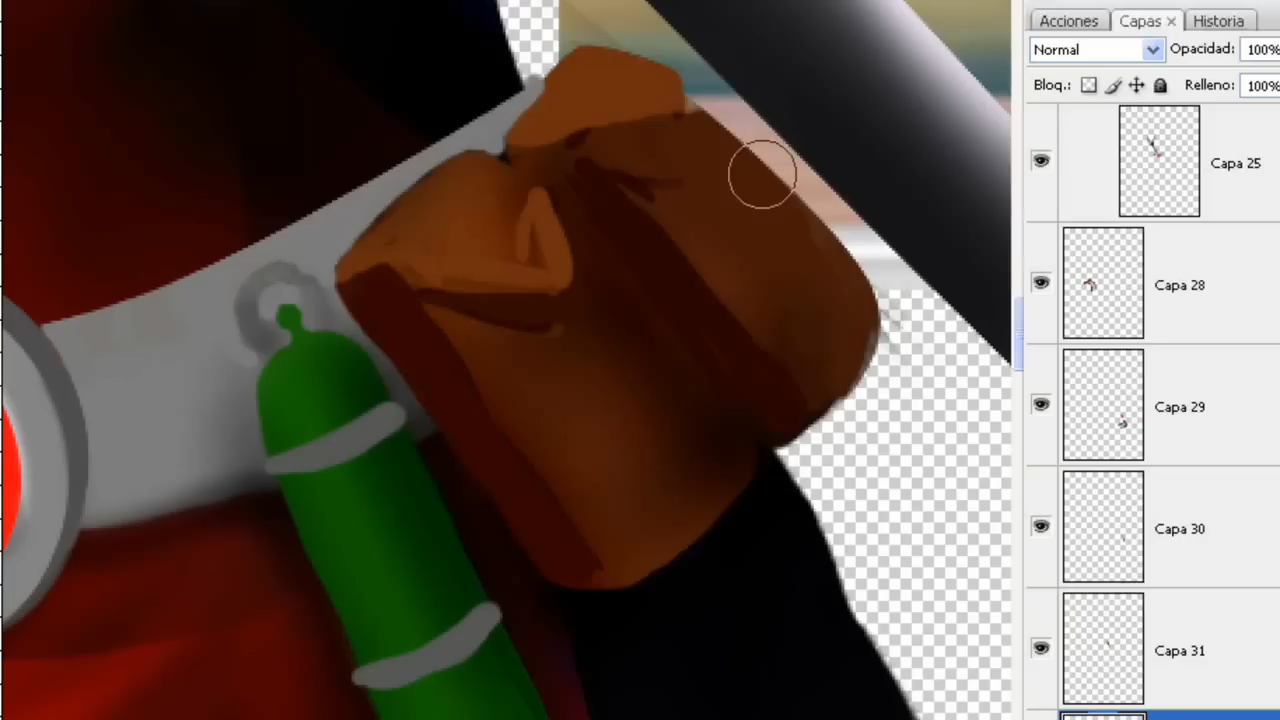 Acciones Capas × Historia
Normal Opacidad: 100%
Bloq.: Relleno: 100%
Capa 25
Capa 28
Capa 29
Capa 30
Capa 31